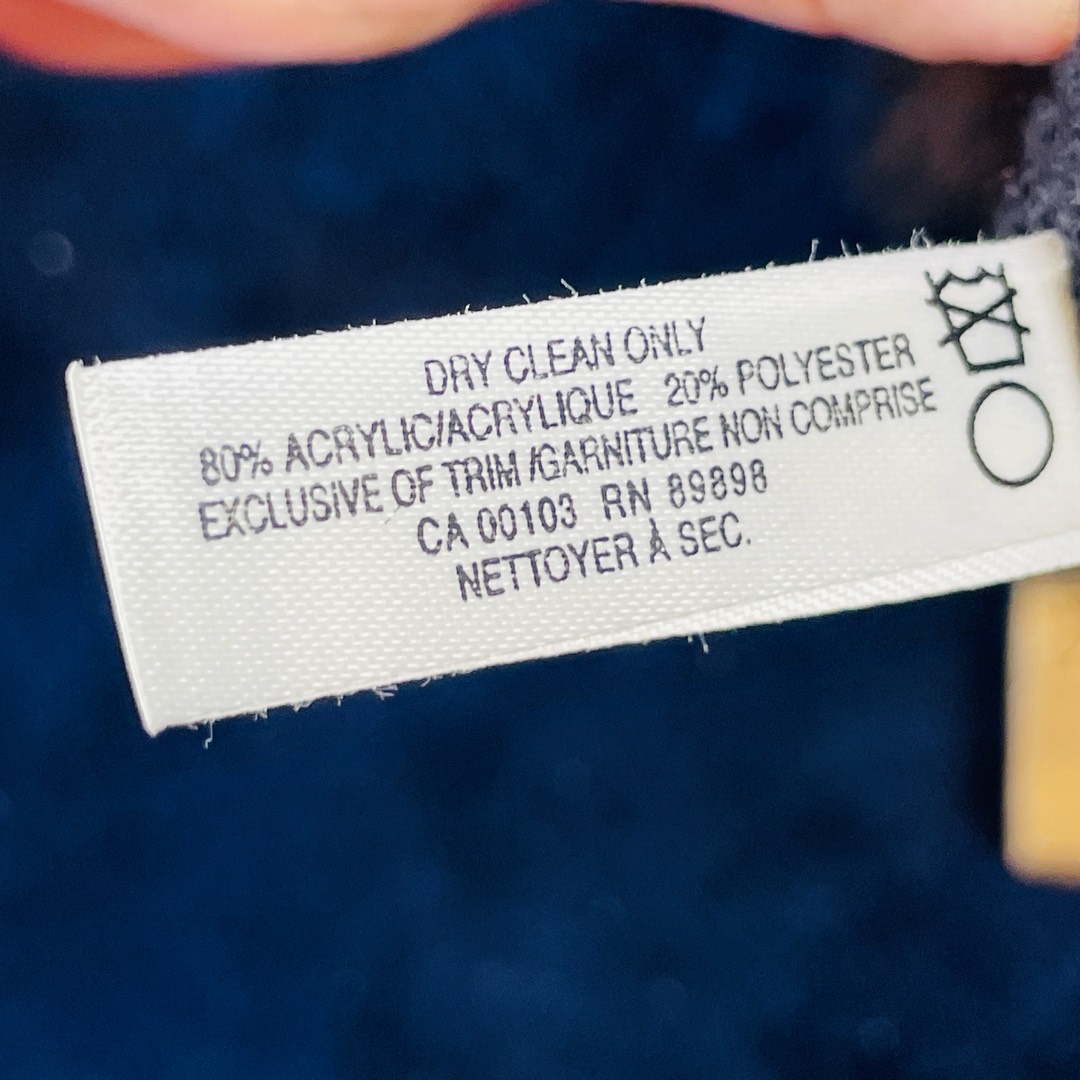 DRY CLEAN ONLY
80% ACRYLIC/ACRYLIQUE 20% POLYESTER
EXCLUSIVE OF TRIM /GARNITURE NON COMPRISE
CA 00103 RN 89898
NETTOYER À SEC.